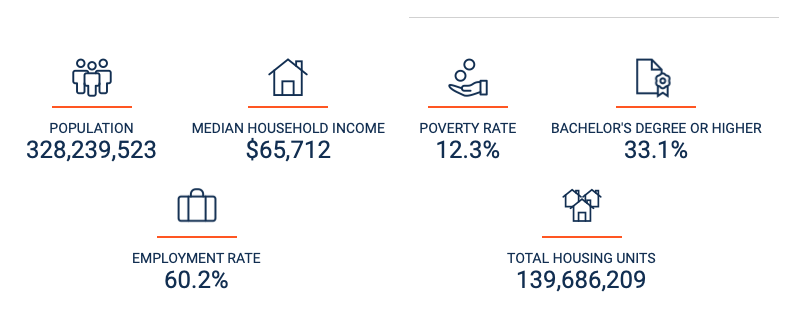 POPULATION
328,239,523
MEDIAN HOUSEHOLD INCOME
$65,712
POVERTY RATE
12.3%
BACHELOR'S DEGREE OR HIGHER
33.1%
EMPLOYMENT RATE
60.2%
TOTAL HOUSING UNITS
139,686,209